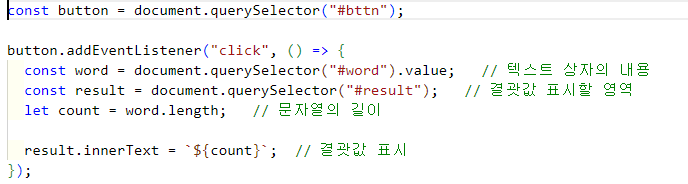 const button = document.querySelector("#bttn");
button.addEventListener("click", () => {
const word = document.querySelector("#word").value;   // 텍스트 상자의 내용
const result = document.querySelector("#result");   // 결괏값 표시할 영역
let count = word.length;   // 문자열의 길이
result.innerText = `${count}`;  // 결괏값 표시
});